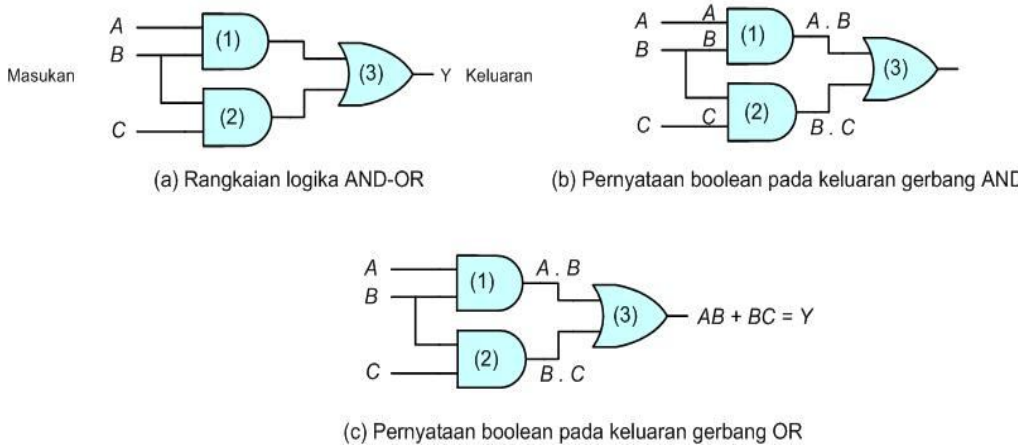 A
(1)
B
Masukan
(3)
Y Keluaran
(2)
C
(a) Rangkaian logika AND-OR
A
A
A . B
(1)
B
B
(3)
(2)
C
C
B . C
(b) Pernyataan boolean pada keluaran gerbang AND
A
A . B
(1)
B
(3)
AB + BC = Y
(2)
C
B . C
(c) Pernyataan boolean pada keluaran gerbang OR